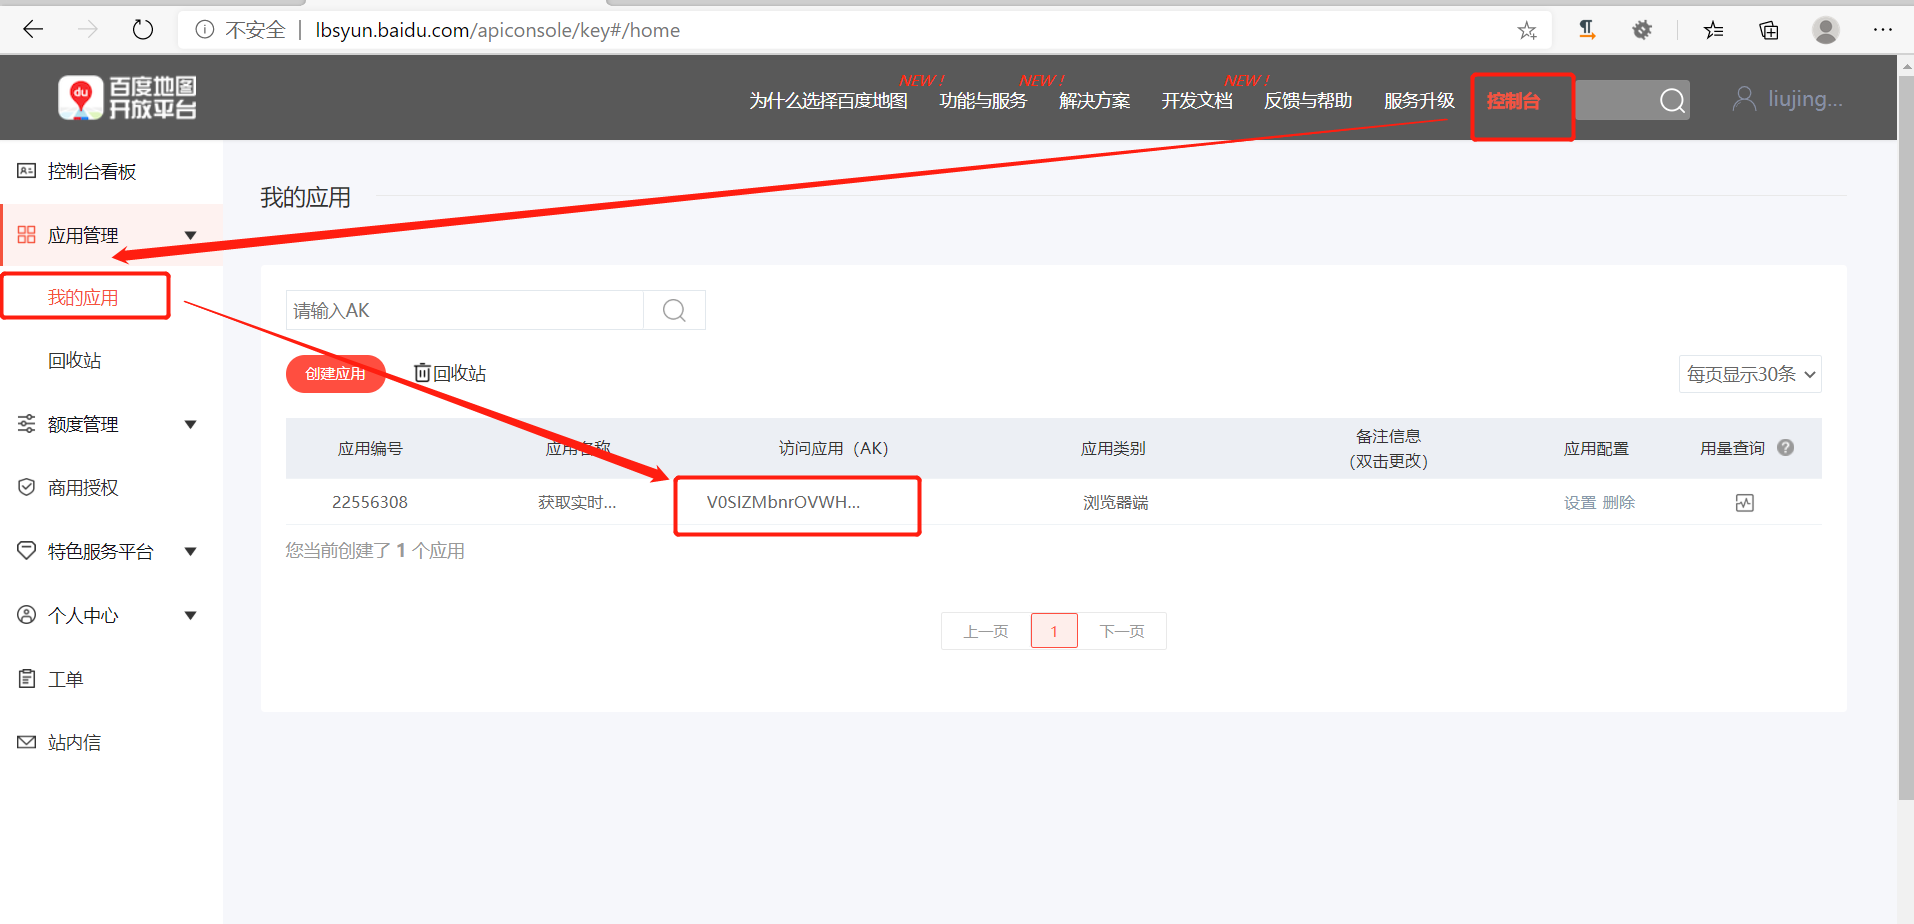 不安全 | lbsyun.baidu.com/apiconsole/key#/home
du 百度地图
开放平台
NEW ! NEW ! NEW !
为什么选择百度地图 功能与服务 解决方案 开发文档 反馈与帮助 服务升级 控制台 liujing...
控制台看板
应用管理
我的应用
回收站
额度管理
商用授权
特色服务平台
个人中心
工单
站内信
我的应用
请输入AK
创建应用 回收站 每页显示30条
应用编号 应用名称 访问应用（AK） 应用类别 备注信息 应用配置 用量查询 ?
(双击更改)
22556308 获取实时... V0SIZMbnrOVWH... 浏览器端 设置 删除
您当前创建了 1 个应用
上一页 1 下一页